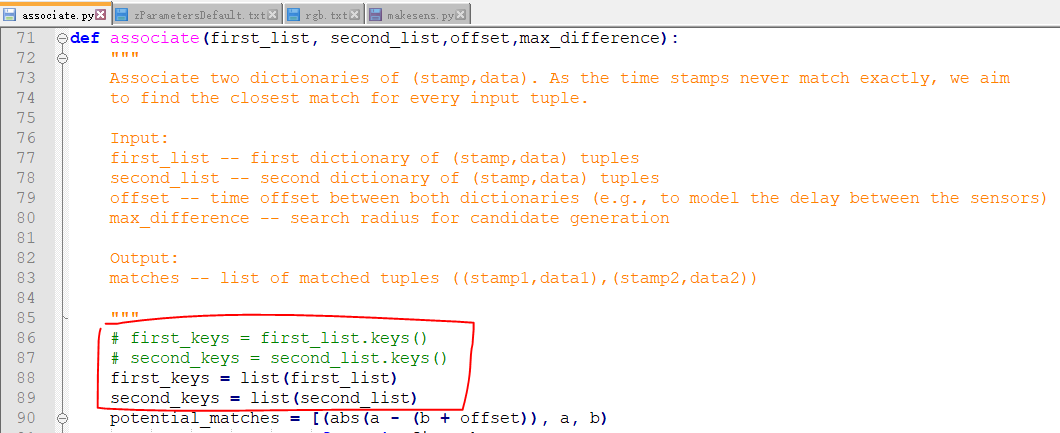 associate.py zParametersDefault.txt rgb.txt makesens.py
71 def associate(first_list, second_list,offset,max_difference):
72 """
73 Associate two dictionaries of (stamp,data). As the time stamps never match exactly, we aim
74 to find the closest match for every input tuple.
75
76 Input:
77 first_list -- first dictionary of (stamp,data) tuples
78 second_list -- second dictionary of (stamp,data) tuples
79 offset -- time offset between both dictionaries (e.g., to model the delay between the sensors)
80 max_difference -- search radius for candidate generation
81
82 Output:
83 matches -- list of matched tuples ((stamp1,data1),(stamp2,data2))
84
85 """
86 # first_keys = first_list.keys()
87 # second_keys = second_list.keys()
88 first_keys = list(first_list)
89 second_keys = list(second_list)
90 potential_matches = [(abs(a - (b + offset)), a, b)